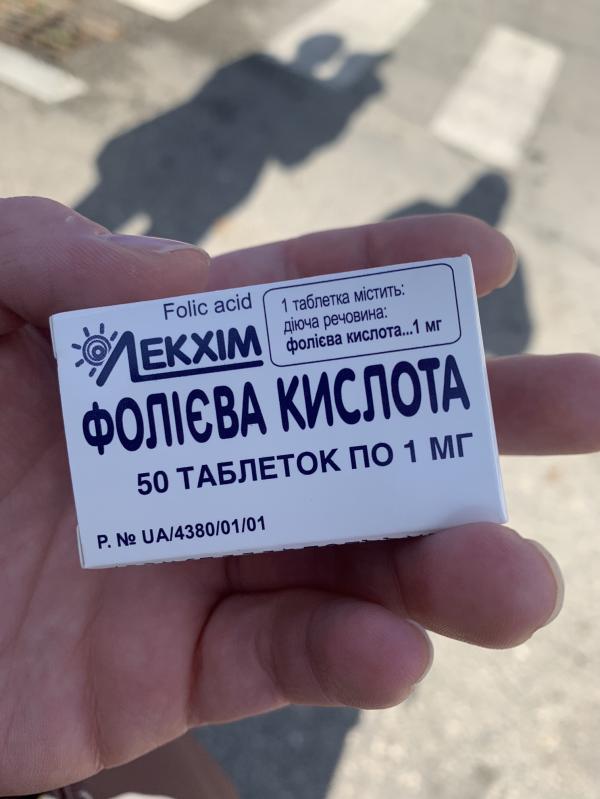 Folic acid
ЛЕКХІМ
1 таблетка містить:
діюча речовина:
фолієва кислота...1 мг
ФОЛІЄВА КИСЛОТА
50 ТАБЛЕТОК ПО 1 МГ
Р. № UA/4380/01/01